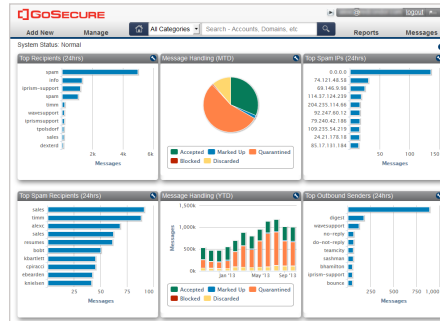 GOSECURE
logout
Add New Manage All Categories Search - Accounts, Domains, etc Reports Messages
System Status: Normal
Top Recipients (24hrs)
spam
info
iprism-support
spam
timm
wavesupport
iprismsupport
tpolsdorf
sales
dexterd
2k 4k 6k
Messages
Message Handling (MTD)
Accepted Marked Up Quarantined
Blocked Discarded
Top Spam IPs (24hrs)
0.0.0.0
74.121.48.58
69.146.9.98
114.37.124.239
204.235.114.66
92.247.60.12
79.240.42.186
109.235.54.219
24.21.178.18
85.17.131.184
50 100 150
Messages
Top Spam Recipients (24hrs)
sales
timm
alexc
sales
resumes
bobt
kbartlett
cpiracci
ebearden
knielsen
25 50 75 100
Messages
Message Handling (YTD)
1,500k
1,000k
500k
0k
Messages
Jan '13 May '13 Sep '13
Accepted Marked Up Quarantined
Blocked Discarded
Top Outbound Senders (24hrs)
digest
wavesupport
no-reply
do-not-reply
teamcity
sashman
bhamilton
iprism-support
bounce
250 500 750 1,000
Messages